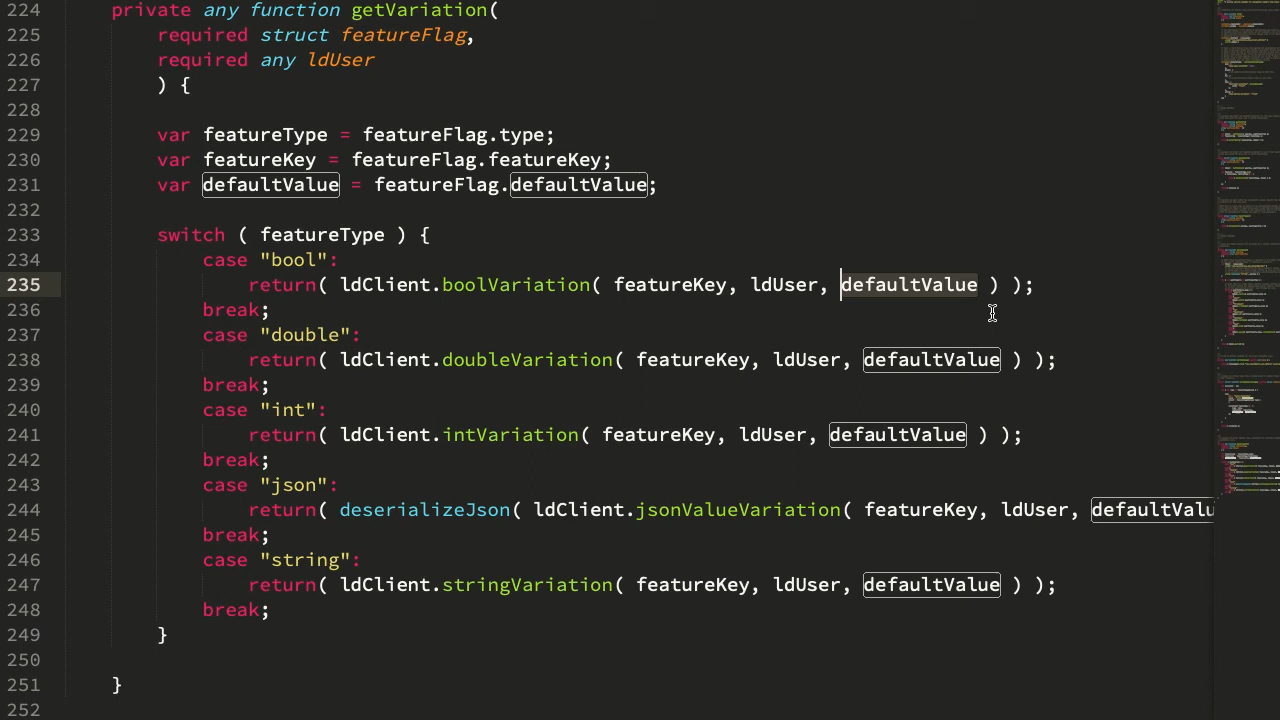 224 private any function getVariation(
225 required struct featureFlag,
226 required any ldUser
227 ) {
228
229 var featureType = featureFlag.type;
230 var featureKey = featureFlag.featureKey;
231 var defaultValue = featureFlag.defaultValue;
232
233 switch ( featureType ) {
234 case "bool":
235 return( ldClient.boolVariation( featureKey, ldUser, defaultValue ) );
236 break;
237 case "double":
238 return( ldClient.doubleVariation( featureKey, ldUser, defaultValue ) );
239 break;
240 case "int":
241 return( ldClient.intVariation( featureKey, ldUser, defaultValue ) );
242 break;
243 case "json":
244 return( deserializeJson( ldClient.jsonValueVariation( featureKey, ldUser, defaultValu
245 break;
246 case "string":
247 return( ldClient.stringVariation( featureKey, ldUser, defaultValue ) );
248 break;
249 }
250
251 }
252